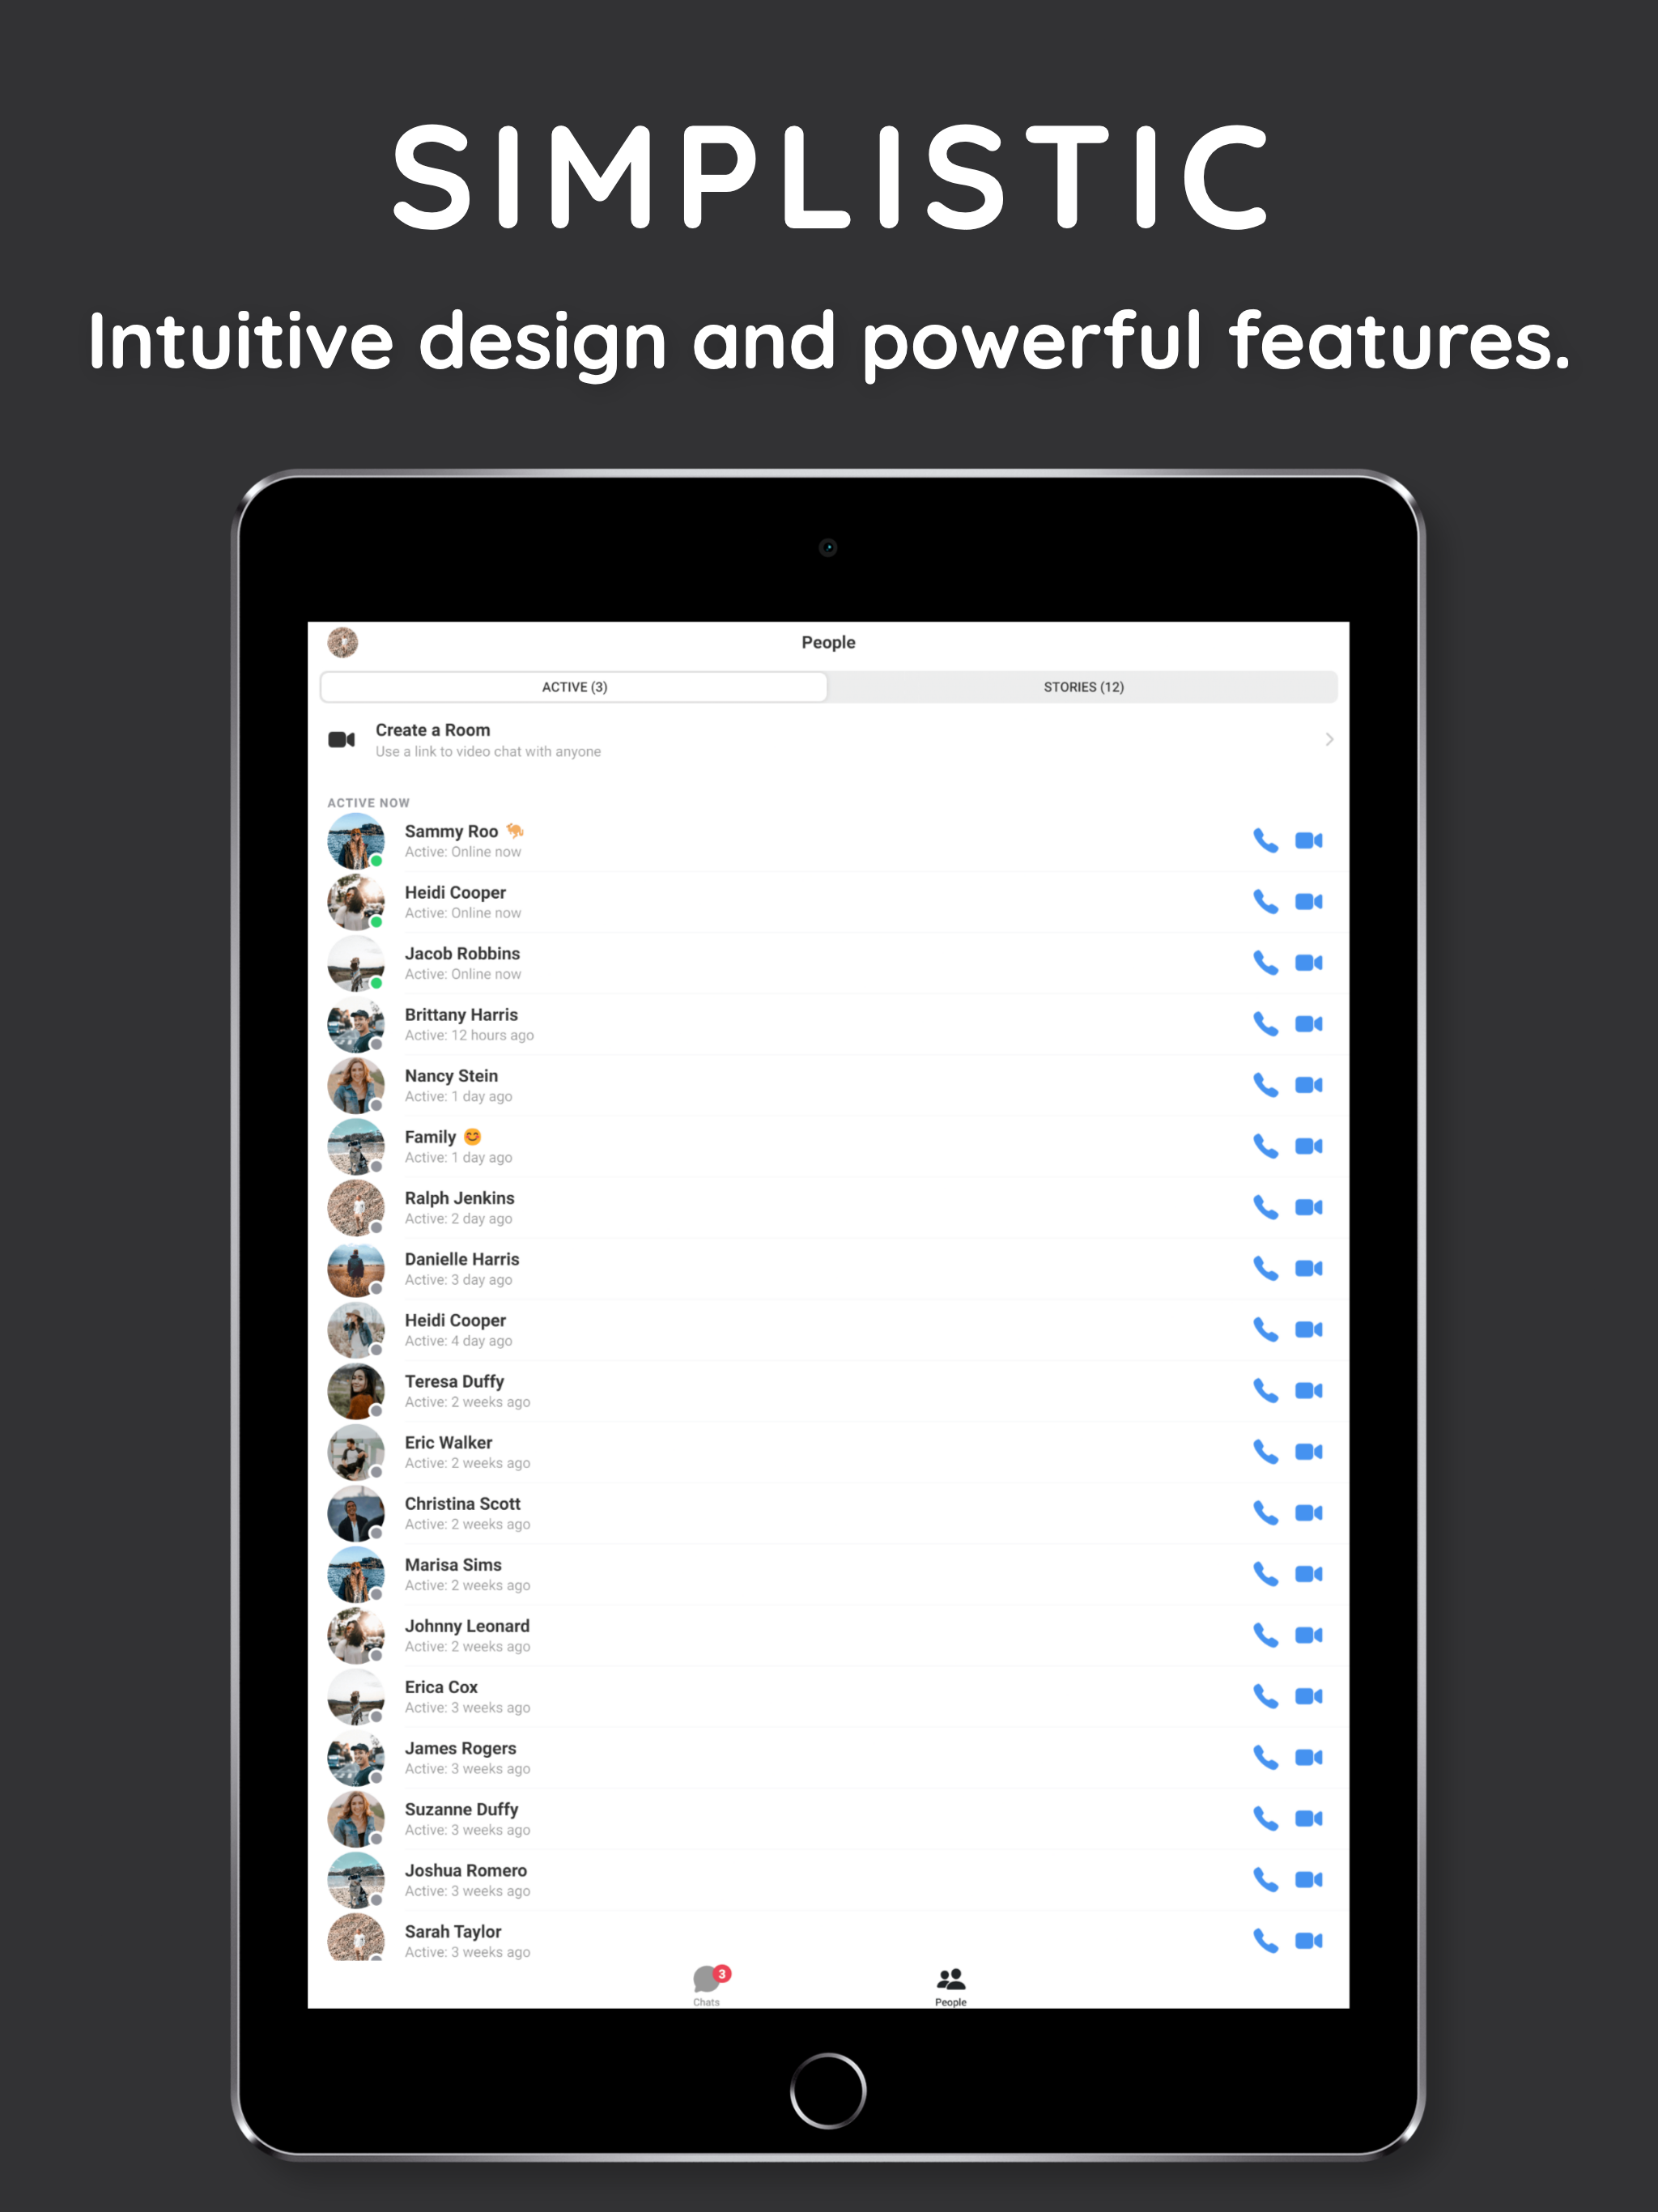 SIMPLISTIC
Intuitive design and powerful features.
People
ACTIVE (3)
STORIES (12)
Create a Room
Use a link to video chat with anyone
ACTIVE NOW
Sammy Roo 🦘
Active: Online now
Heidi Cooper
Active: Online now
Jacob Robbins
Active: Online now
Brittany Harris
Active: 12 hours ago
Nancy Stein
Active: 1 day ago
Family 😊
Active: 1 day ago
Ralph Jenkins
Active: 2 day ago
Danielle Harris
Active: 3 day ago
Heidi Cooper
Active: 4 day ago
Teresa Duffy
Active: 2 weeks ago
Eric Walker
Active: 2 weeks ago
Christina Scott
Active: 2 weeks ago
Marisa Sims
Active: 2 weeks ago
Johnny Leonard
Active: 2 weeks ago
Erica Cox
Active: 3 weeks ago
James Rogers
Active: 3 weeks ago
Suzanne Duffy
Active: 3 weeks ago
Joshua Romero
Active: 3 weeks ago
Sarah Taylor
Active: 3 weeks ago
3
Chats
People